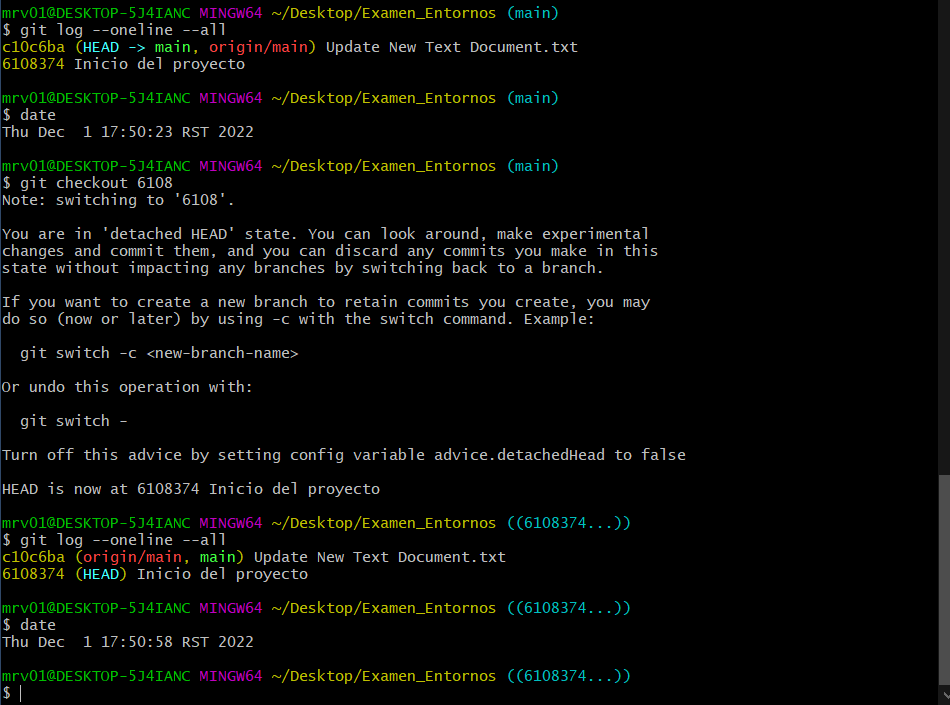 mrv01@DESKTOP-5J4IANC MINGW64 ~/Desktop/Examen_Entornos (main)
$ git log --oneline --all
c10c6ba (HEAD -> main, origin/main) Update New Text Document.txt
6108374 Inicio del proyecto
mrv01@DESKTOP-5J4IANC MINGW64 ~/Desktop/Examen_Entornos (main)
$ date
Thu Dec  1 17:50:23 RST 2022
mrv01@DESKTOP-5J4IANC MINGW64 ~/Desktop/Examen_Entornos (main)
$ git checkout 6108
Note: switching to '6108'.
You are in 'detached HEAD' state. You can look around, make experimental
changes and commit them, and you can discard any commits you make in this
state without impacting any branches by switching back to a branch.
If you want to create a new branch to retain commits you create, you may
do so (now or later) by using -c with the switch command. Example:
  git switch -c <new-branch-name>
Or undo this operation with:
  git switch -
Turn off this advice by setting config variable advice.detachedHead to false
HEAD is now at 6108374 Inicio del proyecto
mrv01@DESKTOP-5J4IANC MINGW64 ~/Desktop/Examen_Entornos ((6108374...))
$ git log --oneline --all
c10c6ba (origin/main, main) Update New Text Document.txt
6108374 (HEAD) Inicio del proyecto
mrv01@DESKTOP-5J4IANC MINGW64 ~/Desktop/Examen_Entornos ((6108374...))
$ date
Thu Dec  1 17:50:58 RST 2022
mrv01@DESKTOP-5J4IANC MINGW64 ~/Desktop/Examen_Entornos ((6108374...))
$